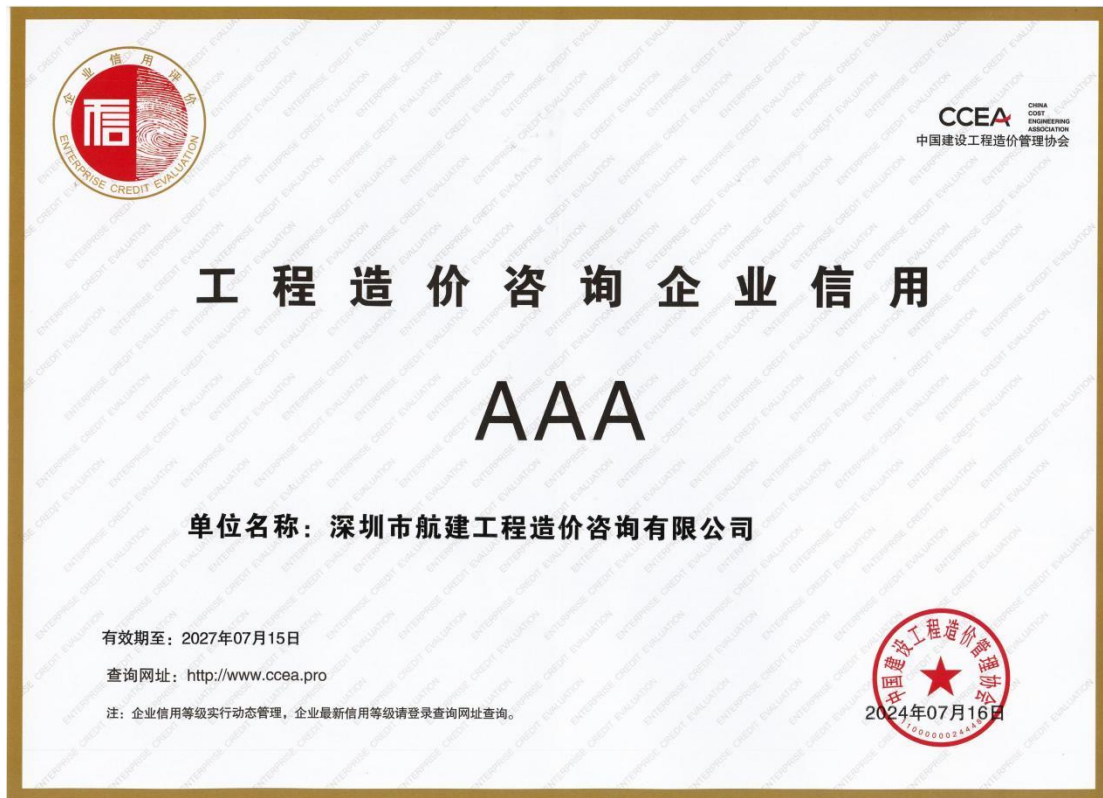 企业信用评价
信
ENTERPRISE CREDIT EVALUATION
CCEA
CHINA
COST
ENGINEERING
ASSOCIATION
中国建设工程造价管理协会
工程造价咨询企业信用
AAA
单位名称：深圳市航建工程造价咨询有限公司
有效期至：2027年07月15日
查询网址：http://www.ccea.pro
注：企业信用等级实行动态管理，企业最新信用等级请登录查询网址查询。
中国建设工程造价管理协会
2024年07月16日